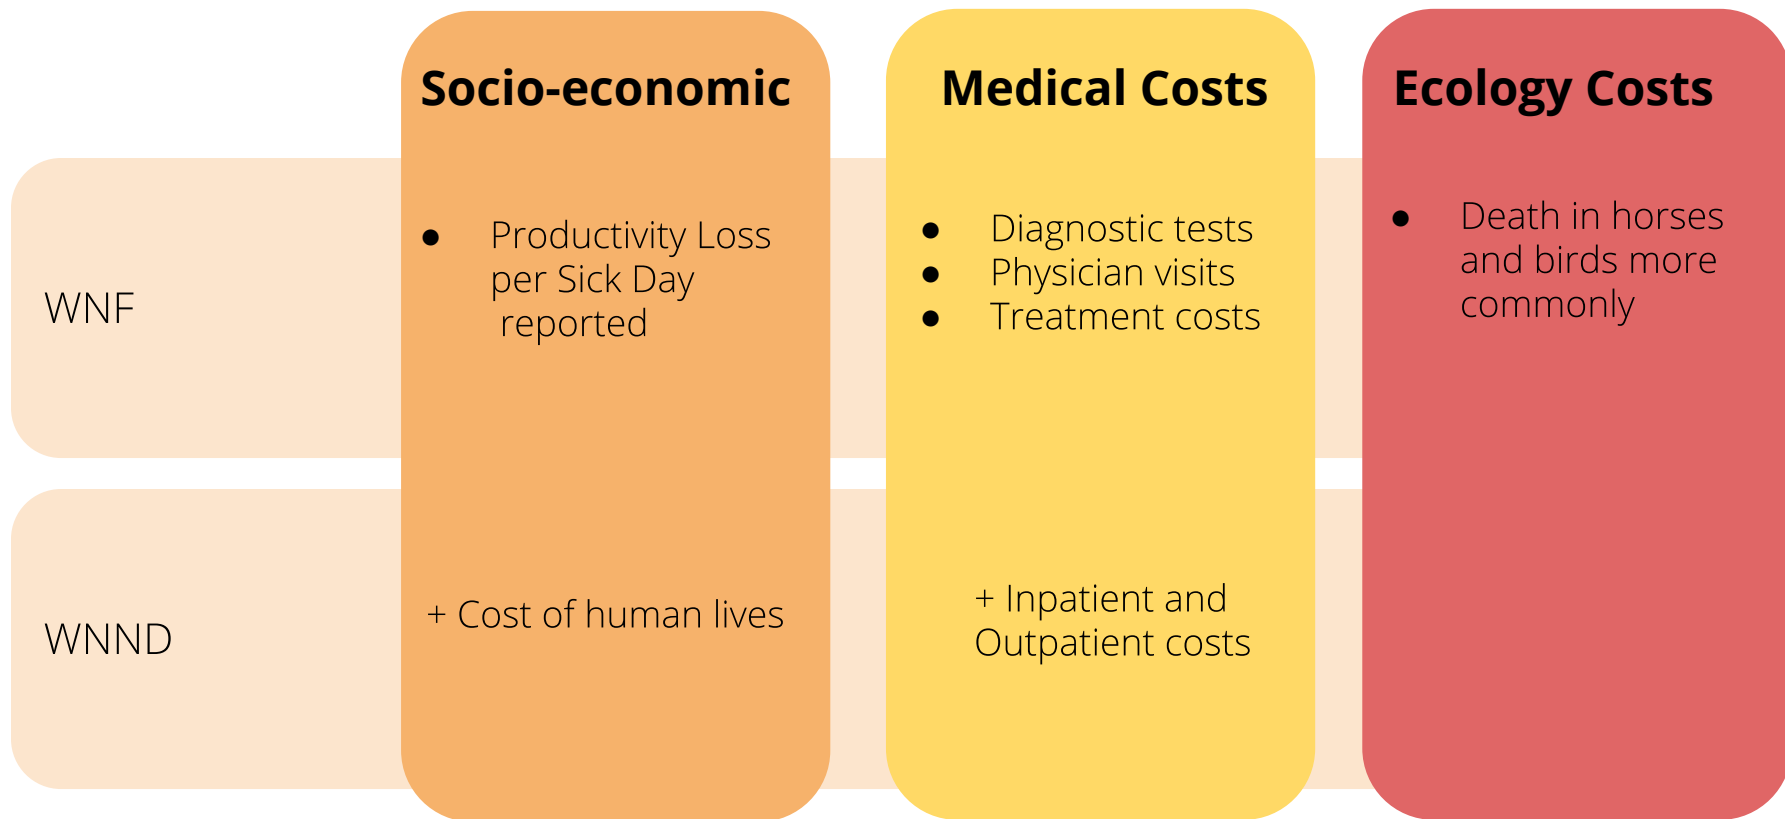 Socio-economic
Medical Costs
Ecology Costs
WNF
● Productivity Loss
per Sick Day
reported
● Diagnostic tests
● Physician visits
● Treatment costs
● Death in horses
and birds more
commonly
WNND
+ Cost of human lives
+ Inpatient and
Outpatient costs